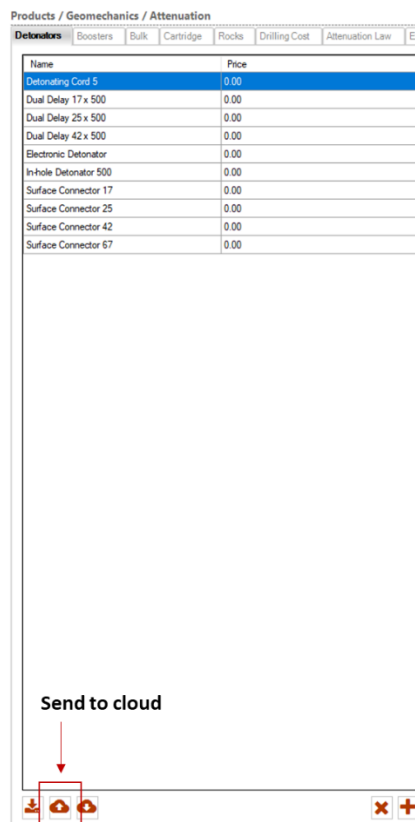 Products / Geomechanics / Attenuation
Detonators Boosters Bulk Cartridge Rocks Drilling Cost Attenuation Law E
Name Price
Detonating Cord 5 0.00
Dual Delay 17 x 500 0.00
Dual Delay 25 x 500 0.00
Dual Delay 42 x 500 0.00
Electronic Detonator 0.00
In-hole Detonator 500 0.00
Surface Connector 17 0.00
Surface Connector 25 0.00
Surface Connector 42 0.00
Surface Connector 67 0.00
Send to cloud